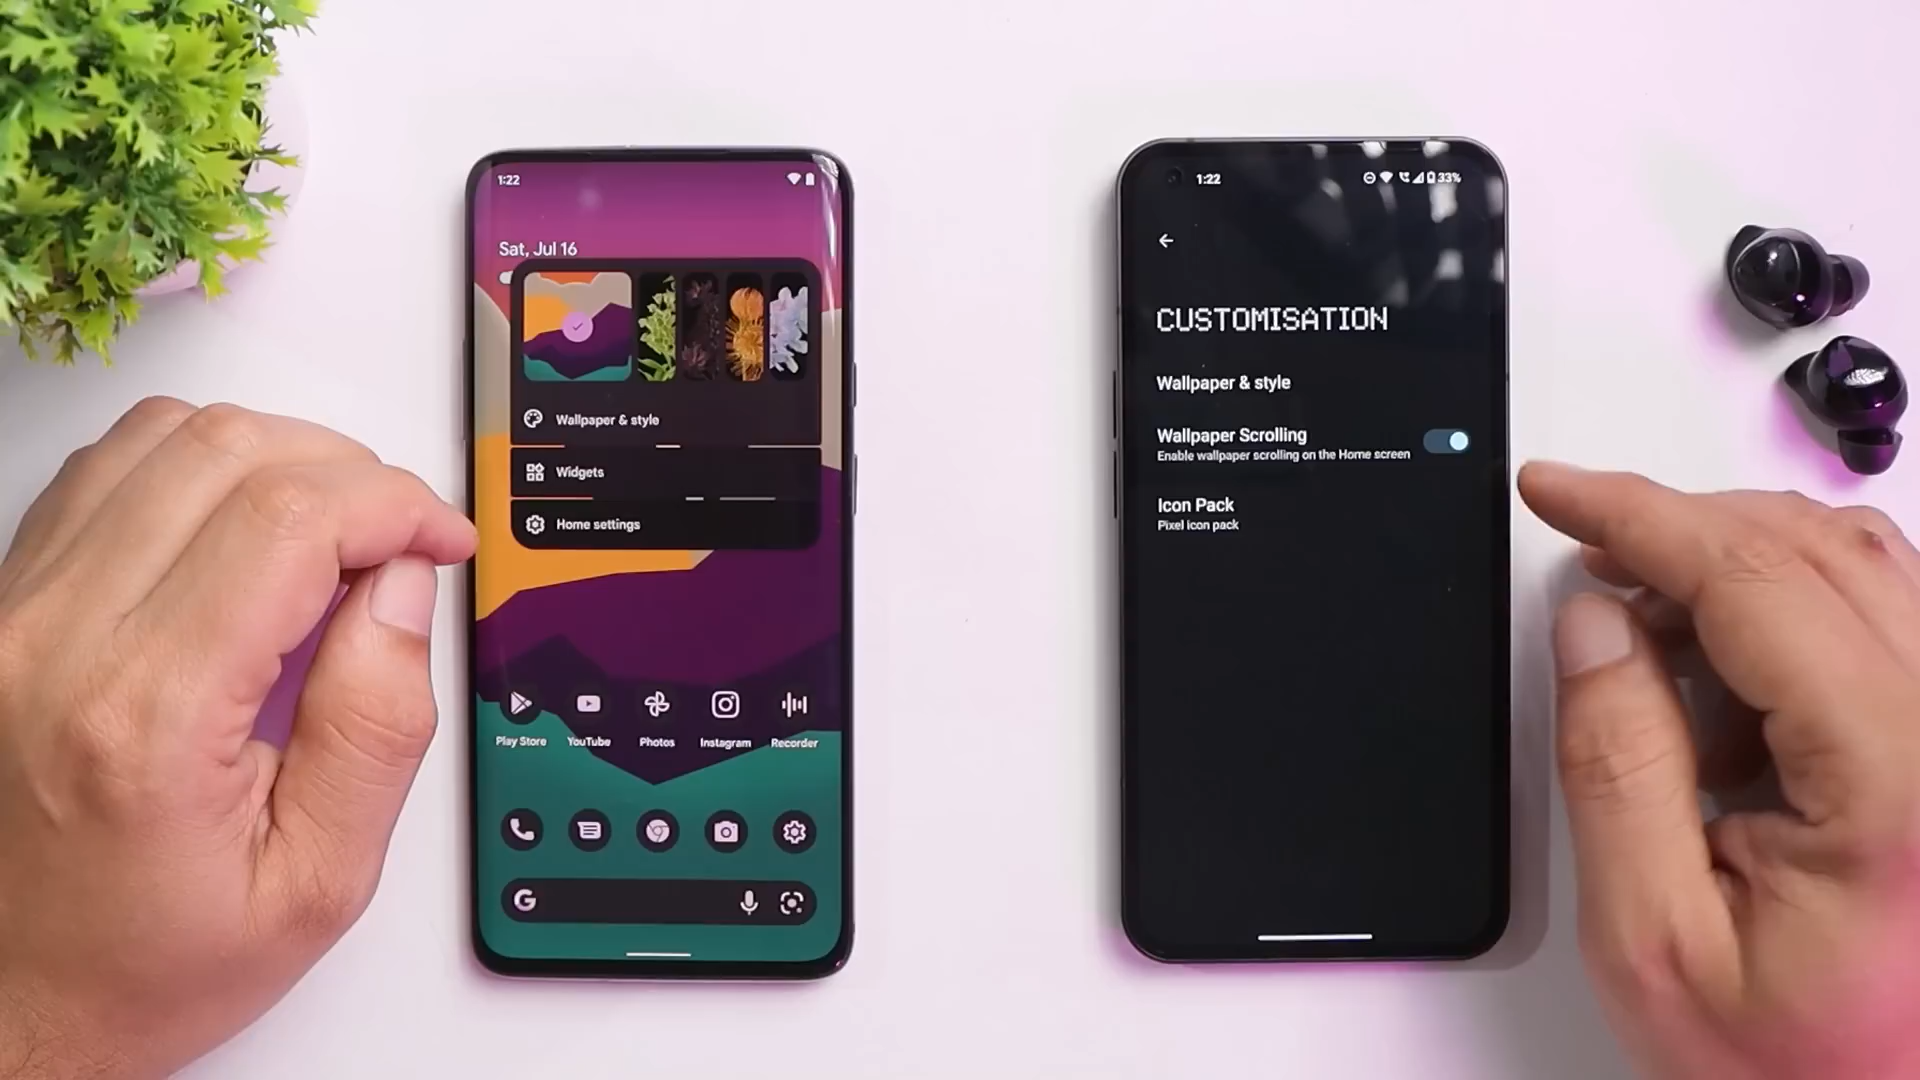 1:22
Sat, Jul 16
Wallpaper & style
Widgets
Home settings
Play Store
YouTube
Photos
Instagram
Recorder
G
1:22
33%
CUSTOMISATION
Wallpaper & style
Wallpaper Scrolling
Enable wallpaper scrolling on the Home screen
Icon Pack
Pixel icon pack